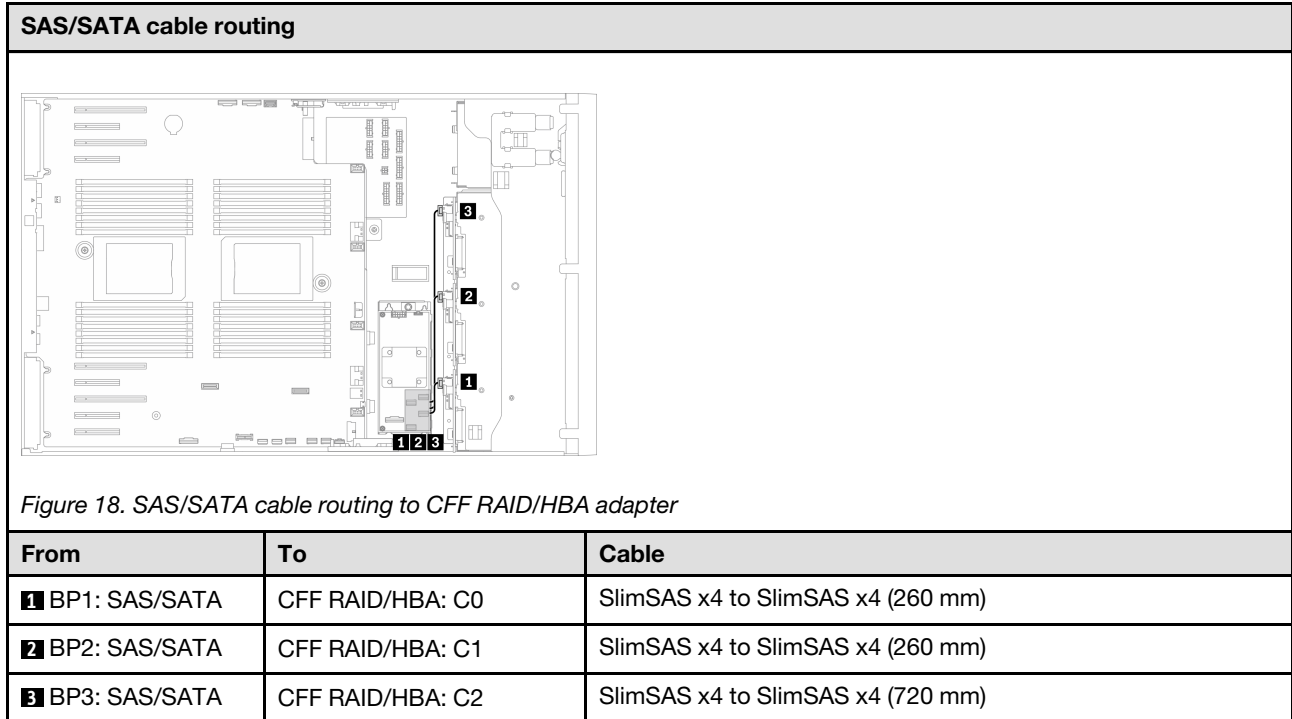 SAS/SATA cable routing
3
2
1
1 2 3
Figure 18. SAS/SATA cable routing to CFF RAID/HBA adapter
From To Cable
1 BP1: SAS/SATA CFF RAID/HBA: C0 SlimSAS x4 to SlimSAS x4 (260 mm)
2 BP2: SAS/SATA CFF RAID/HBA: C1 SlimSAS x4 to SlimSAS x4 (260 mm)
3 BP3: SAS/SATA CFF RAID/HBA: C2 SlimSAS x4 to SlimSAS x4 (720 mm)